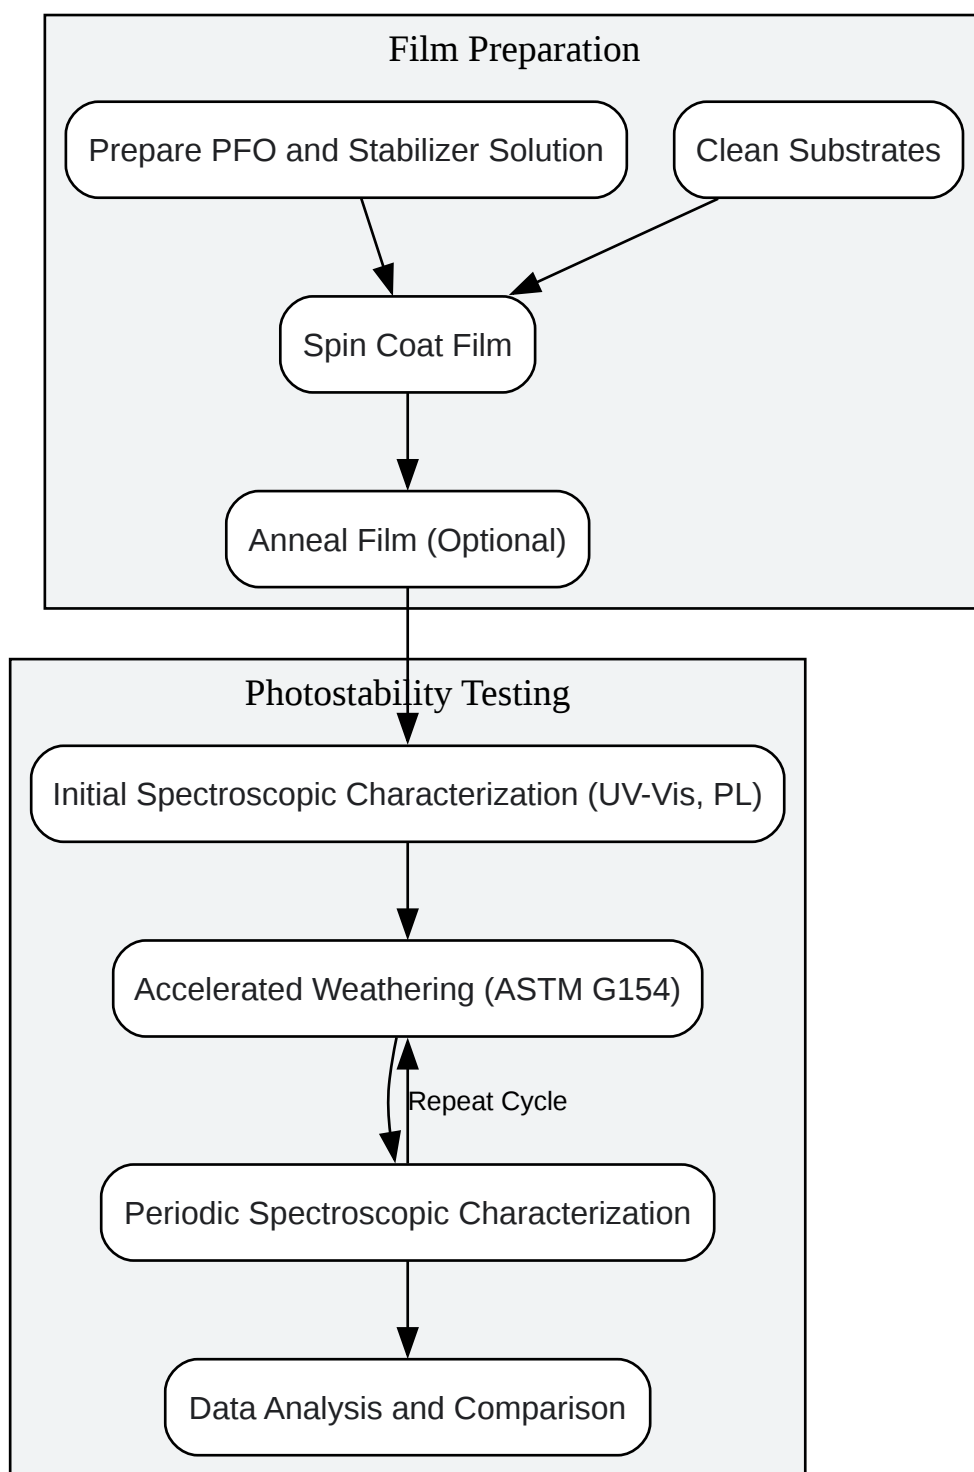 Film Preparation
Prepare PFO and Stabilizer Solution
Clean Substrates
Spin Coat Film
Anneal Film (Optional)
Photostability Testing
Initial Spectroscopic Characterization (UV-Vis, PL)
Accelerated Weathering (ASTM G154)
Repeat Cycle
Periodic Spectroscopic Characterization
Data Analysis and Comparison